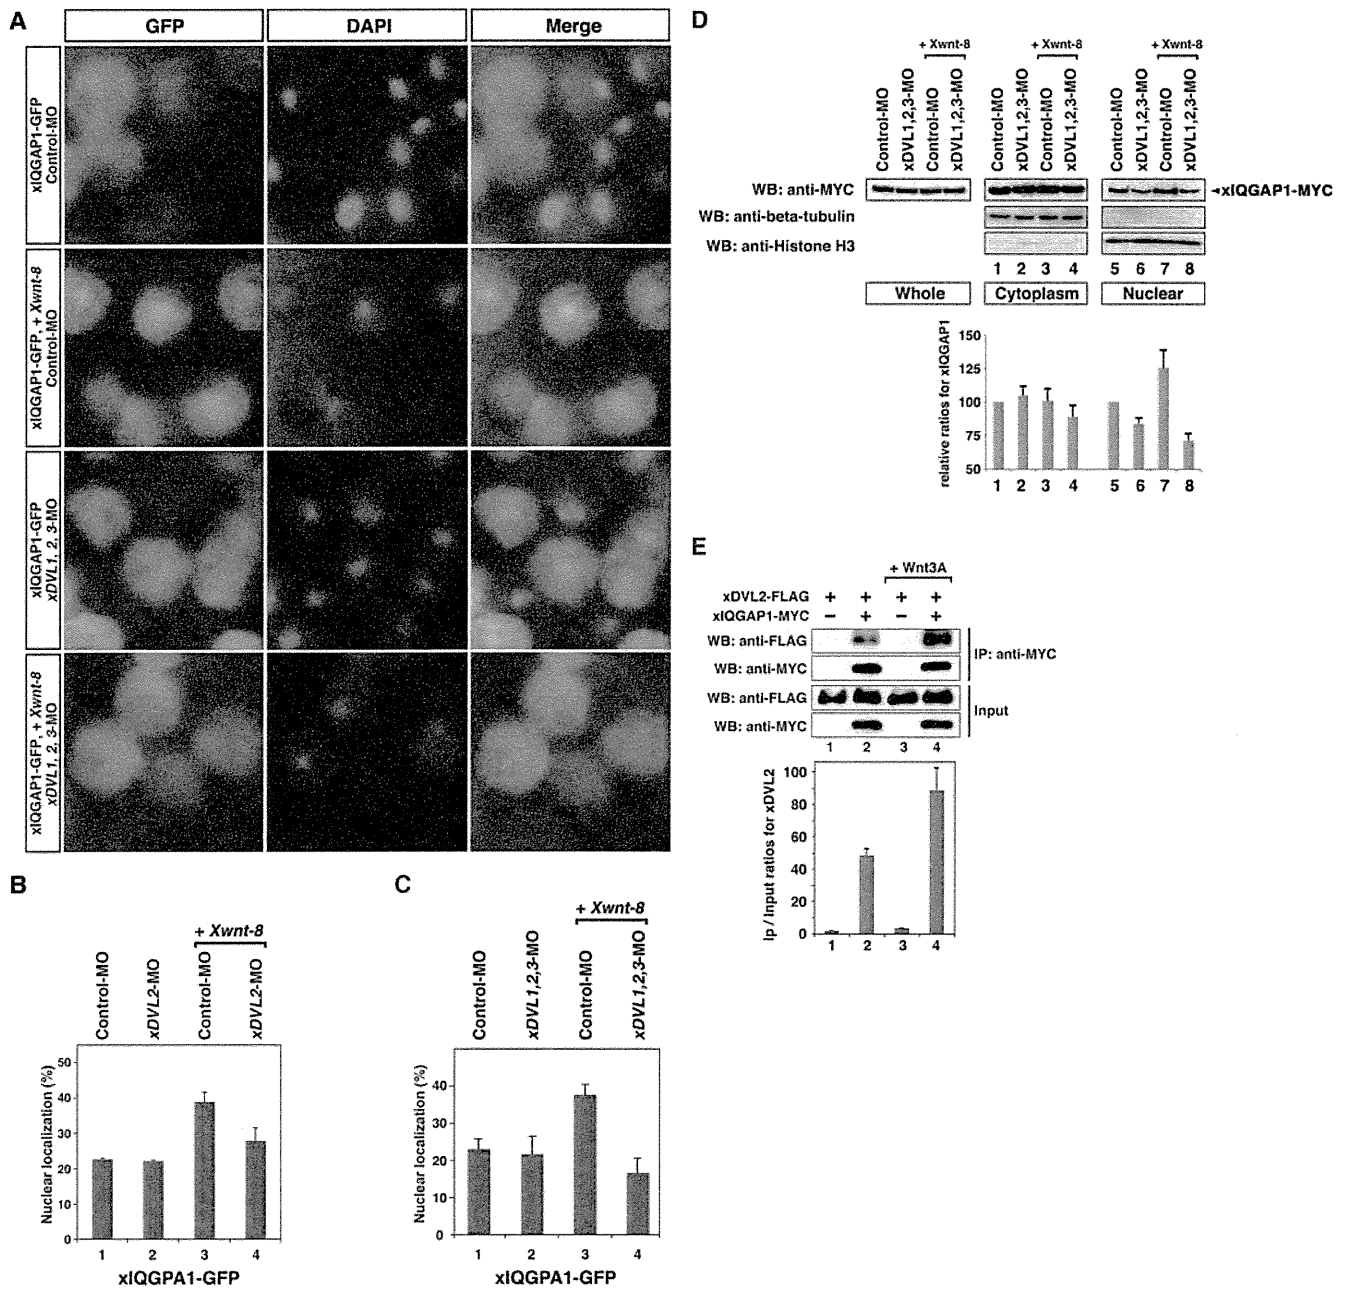 A
GFP
DAPI
Merge
xIQGAP1-GFP
Control-MO
xIQGAP1-GFP, + Xwnt-8
Control-MO
xIQGAP1-GFP
xDVL1, 2, 3-MO
xIQGAP1-GFP, + Xwnt-8
xDVL1, 2, 3-MO
B
+ Xwnt-8
Control-MO
xDVL2-MO
Control-MO
xDVL2-MO
Nuclear localization (%)
50
40
30
20
10
0
1 2 3 4
xIQGPA1-GFP
C
+ Xwnt-8
Control-MO
xDVL1,2,3-MO
Control-MO
xDVL1,2,3-MO
Nuclear localization (%)
40
30
20
10
0
1 2 3 4
xIQGPA1-GFP
D
+ Xwnt-8
+ Xwnt-8
+ Xwnt-8
Control-MO
xDVL1,2,3-MO
Control-MO
xDVL1,2,3-MO
Control-MO
xDVL1,2,3-MO
Control-MO
xDVL1,2,3-MO
Control-MO
xDVL1,2,3-MO
Control-MO
xDVL1,2,3-MO
WB: anti-MYC
xIQGAP1-MYC
WB: anti-beta-tubulin
WB: anti-Histone H3
1 2 3 4 5 6 7 8
Whole
Cytoplasm
Nuclear
relative ratios for xIQGAP1
150
125
100
75
50
1 2 3 4 5 6 7 8
E
+ Wnt3A
xDVL2-FLAG + + + +
xIQGAP1-MYC − + − +
WB: anti-FLAG
WB: anti-MYC
IP: anti-MYC
WB: anti-FLAG
WB: anti-MYC
Input
1 2 3 4
Ip / Input ratios for xDVL2
100
80
60
40
20
0
1 2 3 4